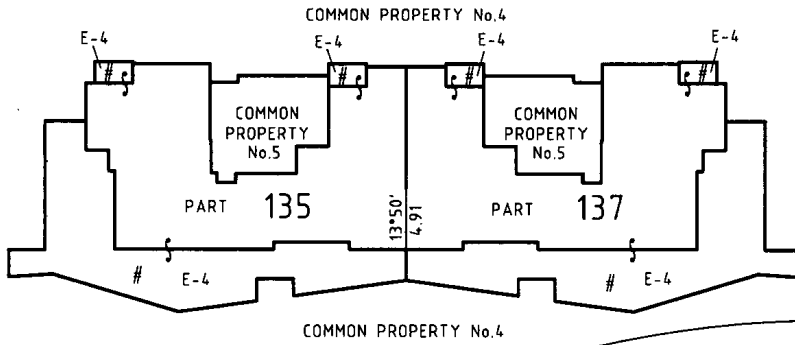 COMMON PROPERTY No.4
E-4
E-4
E-4
E-4
#
#
#
#
COMMON
PROPERTY
No.5
COMMON
PROPERTY
No.5
PART 135
13°50'
4.91
PART 137
# E-4
# E-4
COMMON PROPERTY No.4